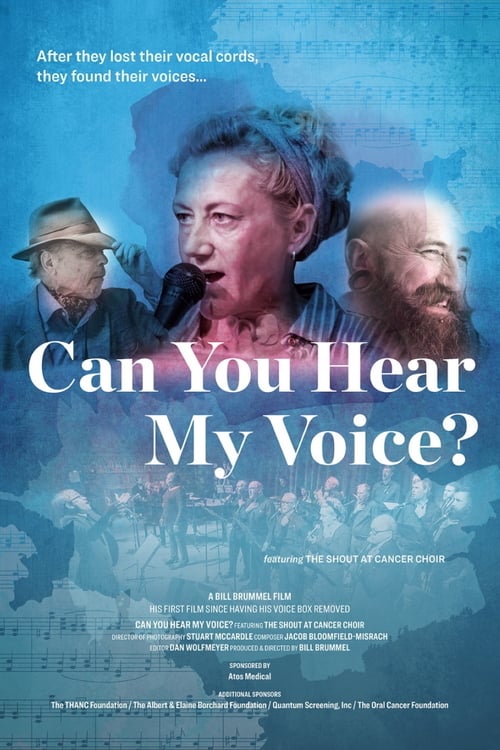 After they lost their vocal cords,
they found their voices...
Can You Hear
My Voice?
featuring THE SHOUT AT CANCER CHOIR
A BILL BRUMMEL FILM
HIS FIRST FILM SINCE HAVING HIS VOICE BOX REMOVED
CAN YOU HEAR MY VOICE? FEATURING THE SHOUT AT CANCER CHOIR
DIRECTOR OF PHOTOGRAPHY STUART MCCARDLE COMPOSER JACOB BLOOMFIELD-MISRACH
EDITOR DAN WOLFMEYER PRODUCED & DIRECTED BY BILL BRUMMEL
SPONSORED BY
Atos Medical
ADDITIONAL SPONSORS
The THANC Foundation / The Albert & Elaine Borchard Foundation / Quantum Screening, Inc / The Oral Cancer Foundation